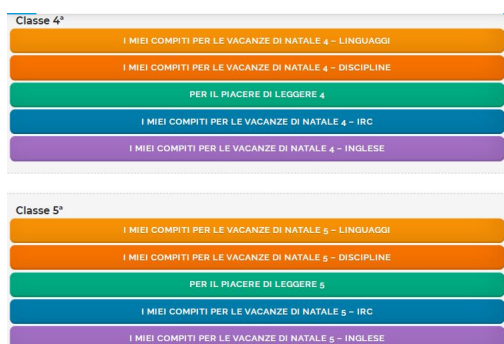 Classe 4ª
I MIEI COMPITI PER LE VACANZE DI NATALE 4 – LINGUAGGI
I MIEI COMPITI PER LE VACANZE DI NATALE 4 – DISCIPLINE
PER IL PIACERE DI LEGGERE 4
I MIEI COMPITI PER LE VACANZE DI NATALE 4 – IRC
I MIEI COMPITI PER LE VACANZE DI NATALE 4 – INGLESE
Classe 5ª
I MIEI COMPITI PER LE VACANZE DI NATALE 5 – LINGUAGGI
I MIEI COMPITI PER LE VACANZE DI NATALE 5 – DISCIPLINE
PER IL PIACERE DI LEGGERE 5
I MIEI COMPITI PER LE VACANZE DI NATALE 5 – IRC
I MIEI COMPITI PER LE VACANZE DI NATALE 5 – INGLESE